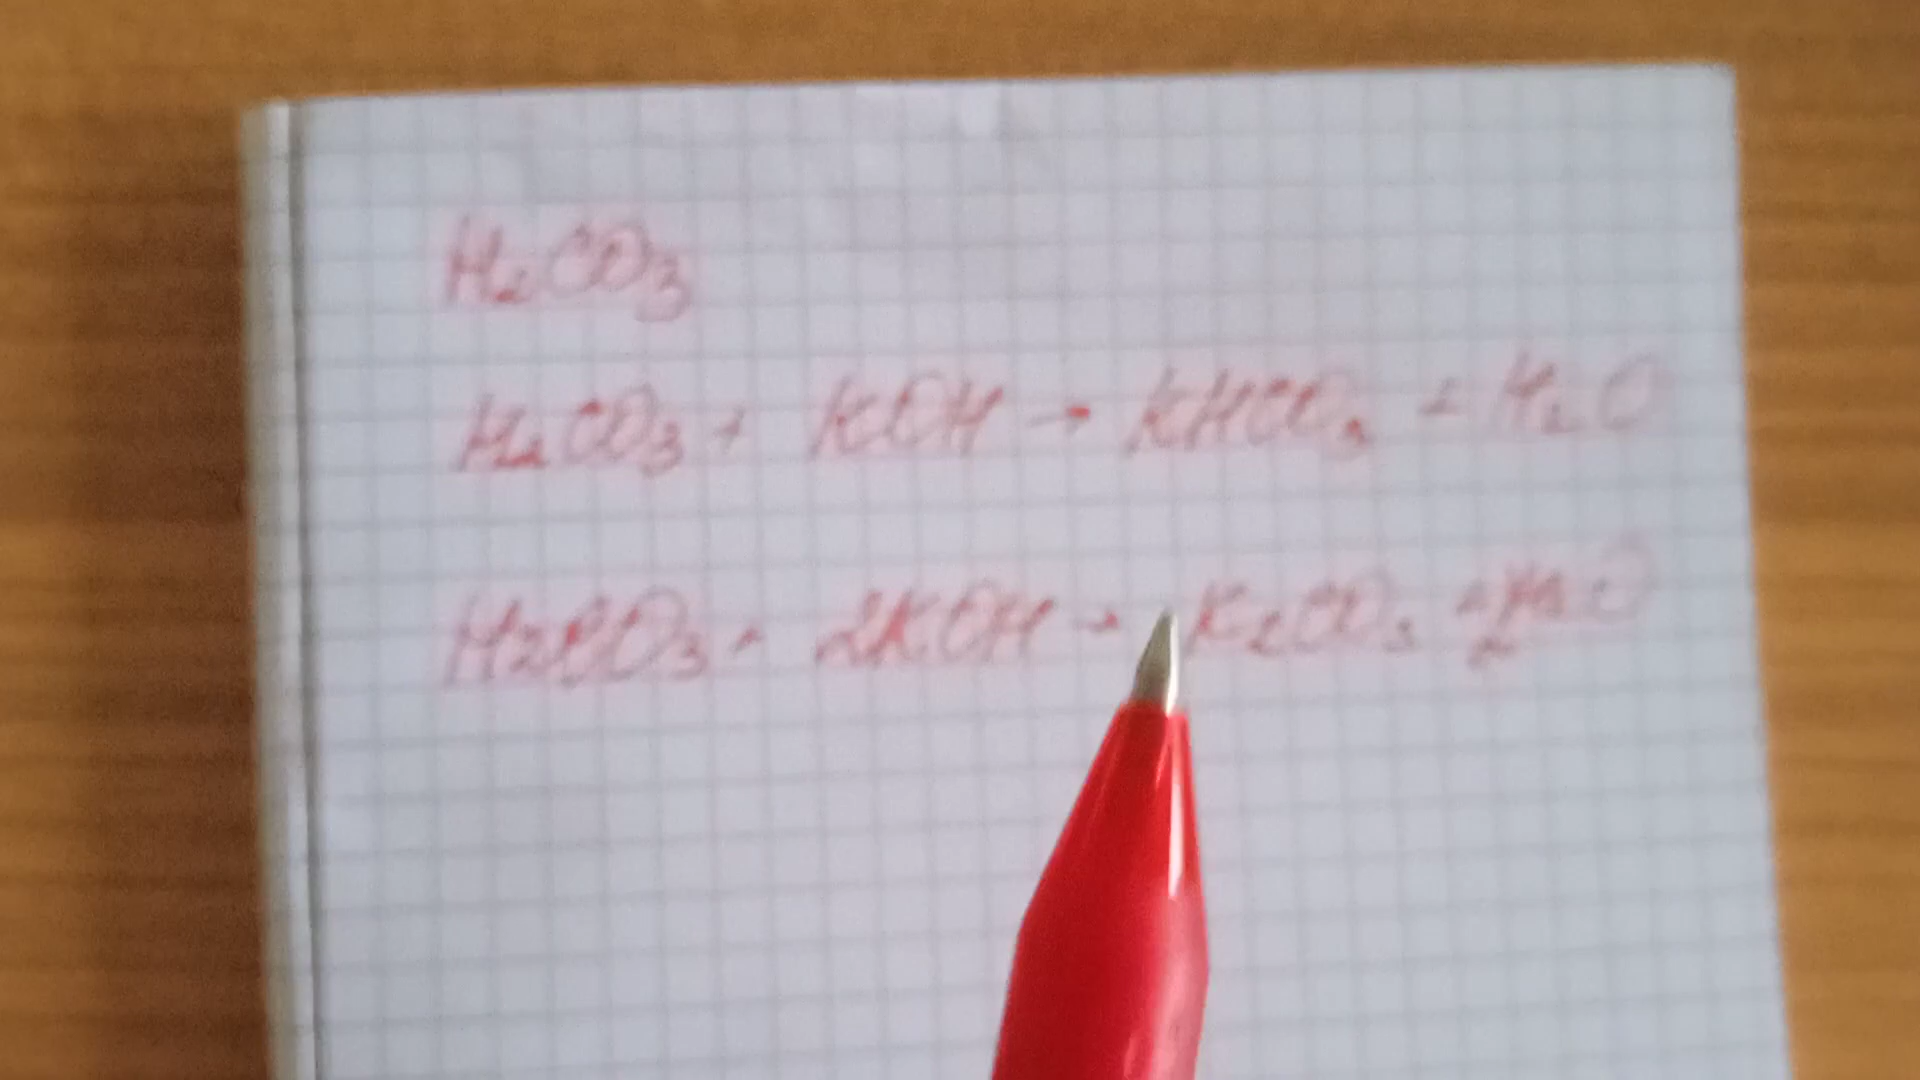 H₂CO₃
H₂CO₃ + KOH → KHCO₃ + H₂O
H₂CO₃ + 2KOH → K₂CO₃ + 2H₂O